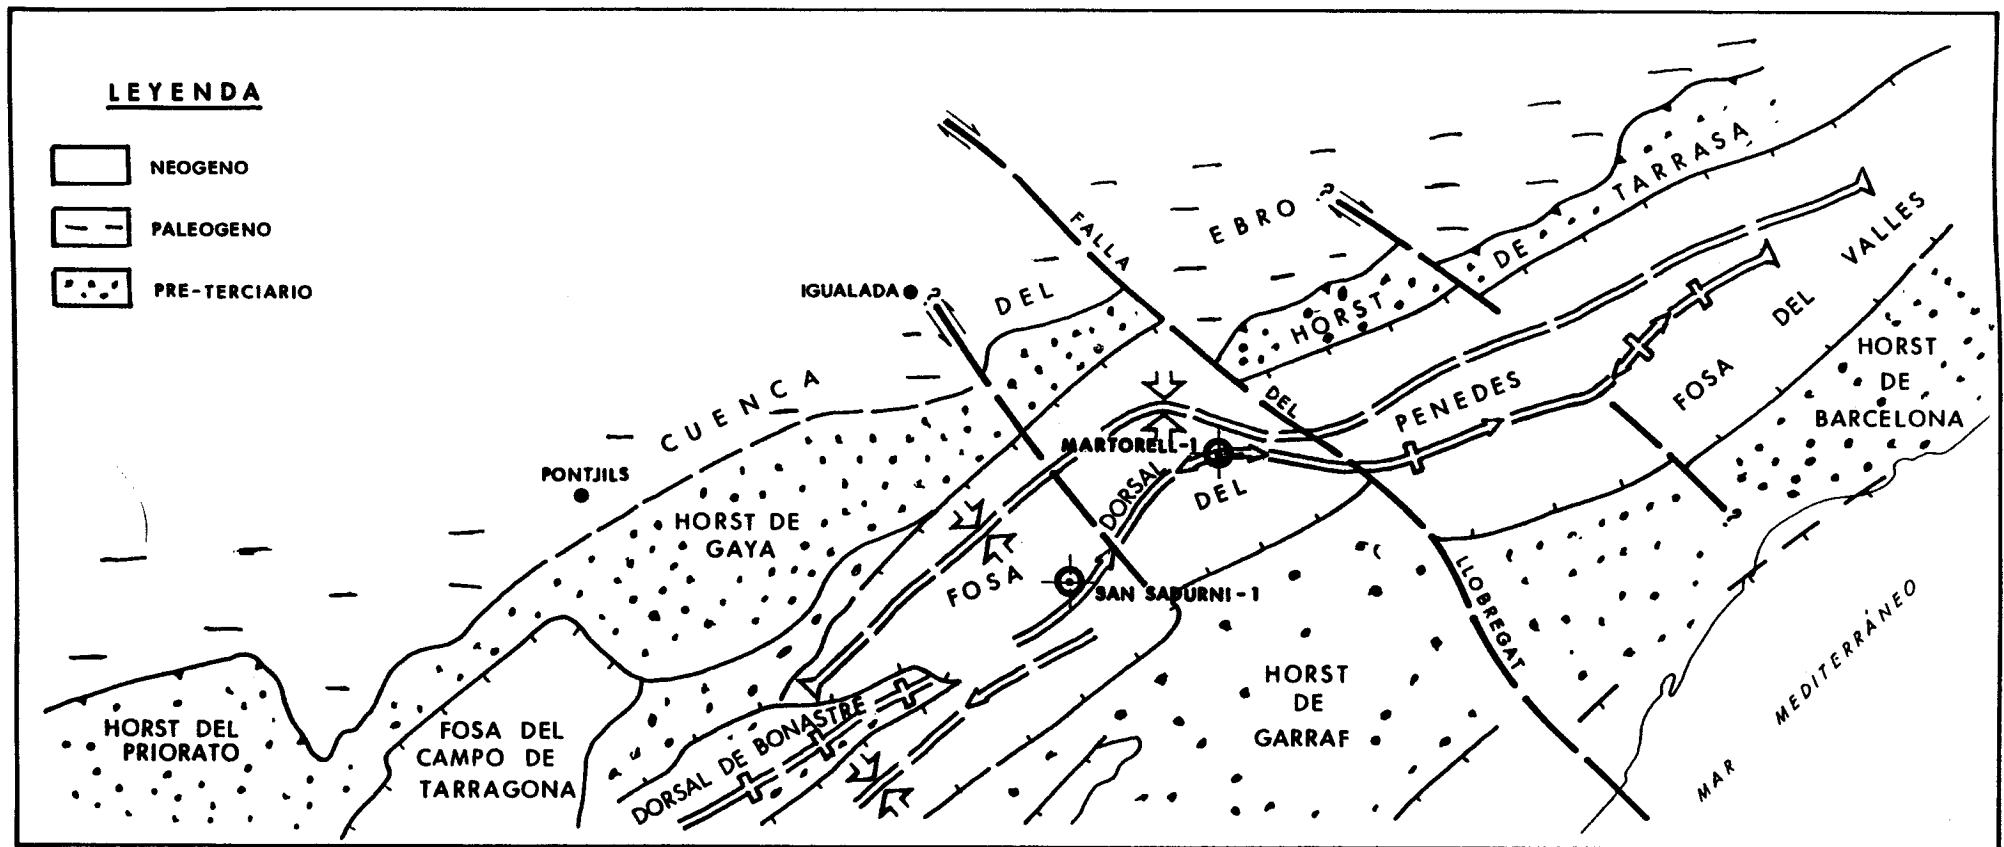 LEYENDA
NEOGENO
PALEOGENO
PRE-TERCIARIO
CUENCA DEL EBRO
IGUALADA
?
?
FALLA DEL LLOBREGAT
HORST DE TARRASA
FOSA DEL VALLES
HORST
DE
BARCELONA
PONTJILS
HORST DE
GAYA
MARTORELL-1
DORSAL
FOSA DEL PENEDES
SAN SADURNI-1
?
HORST DEL
PRIORATO
FOSA DEL
CAMPO DE
TARRAGONA
DORSAL DE BONASTRE
HORST
DE
GARRAF
MAR MEDITERRÁNEO